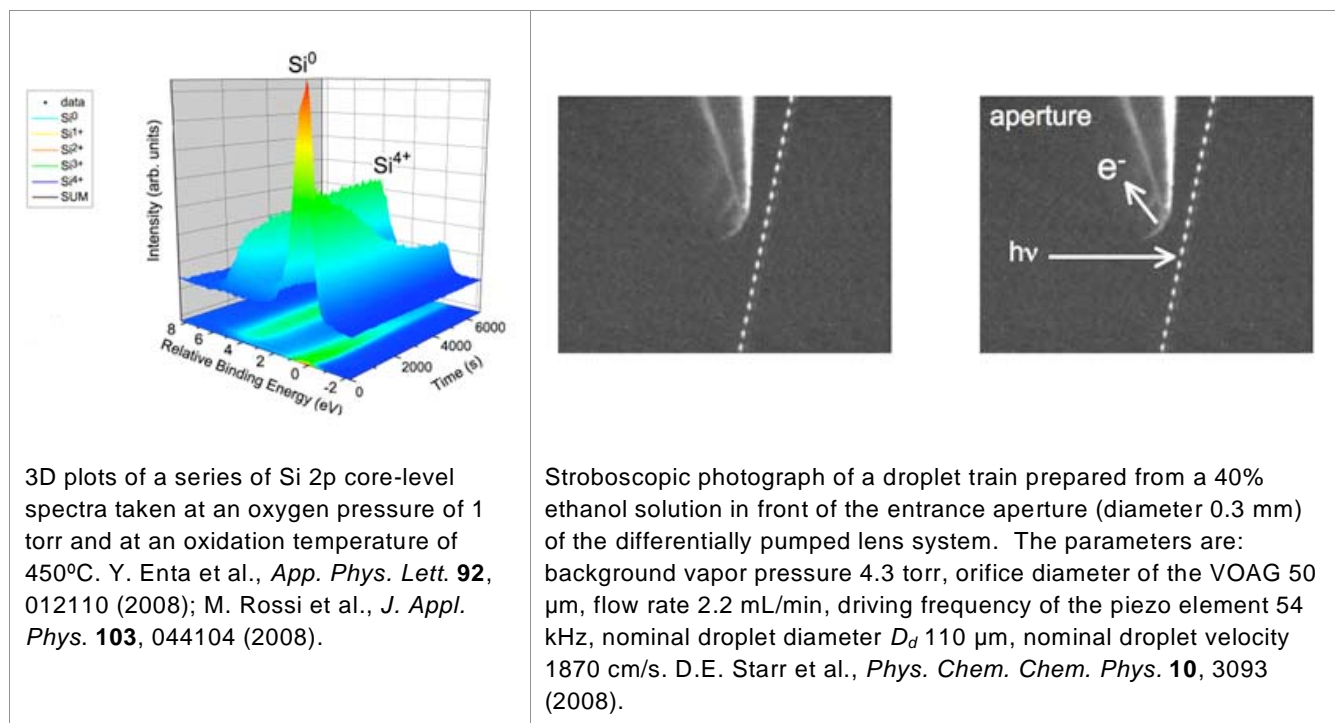 Si⁰
data
Si⁰
Si¹⁺
Si²⁺
Si³⁺
Si⁴⁺
SUM
Si⁴⁺
Intensity (arb. units)
8 6 4 2 0 -2
Relative Binding Energy (eV)
0 2000 4000 6000
Time (s)
aperture
e⁻
hν
3D plots of a series of Si 2p core-level
spectra taken at an oxygen pressure of 1
torr and at an oxidation temperature of
450ºC. Y. Enta et al., App. Phys. Lett. 92,
012110 (2008); M. Rossi et al., J. Appl.
Phys. 103, 044104 (2008).
Stroboscopic photograph of a droplet train prepared from a 40%
ethanol solution in front of the entrance aperture (diameter 0.3 mm)
of the differentially pumped lens system. The parameters are:
background vapor pressure 4.3 torr, orifice diameter of the VOAG 50
µm, flow rate 2.2 mL/min, driving frequency of the piezo element 54
kHz, nominal droplet diameter Dd 110 µm, nominal droplet velocity
1870 cm/s. D.E. Starr et al., Phys. Chem. Chem. Phys. 10, 3093
(2008).